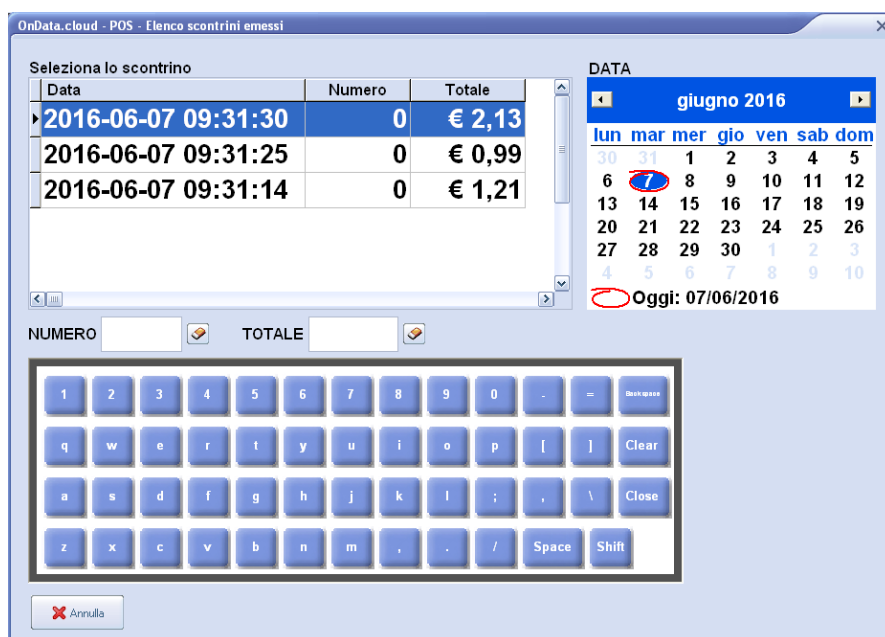 OnData.cloud - POS - Elenco scontrini emessi
Seleziona lo scontrino
Data Numero Totale
2016-06-07 09:31:30 0 € 2,13
2016-06-07 09:31:25 0 € 0,99
2016-06-07 09:31:14 0 € 1,21
DATA
giugno 2016
lun mar mer gio ven sab dom
30 31 1 2 3 4 5
6 7 8 9 10 11 12
13 14 15 16 17 18 19
20 21 22 23 24 25 26
27 28 29 30 1 2 3
4 5 6 7 8 9 10
Oggi: 07/06/2016
NUMERO TOTALE
1 2 3 4 5 6 7 8 9 0 - = Backspace
q w e r t y u i o p [ ] Clear
a s d f g h j k l ; , \ Close
z x c v b n m , . / Space Shift
Annulla